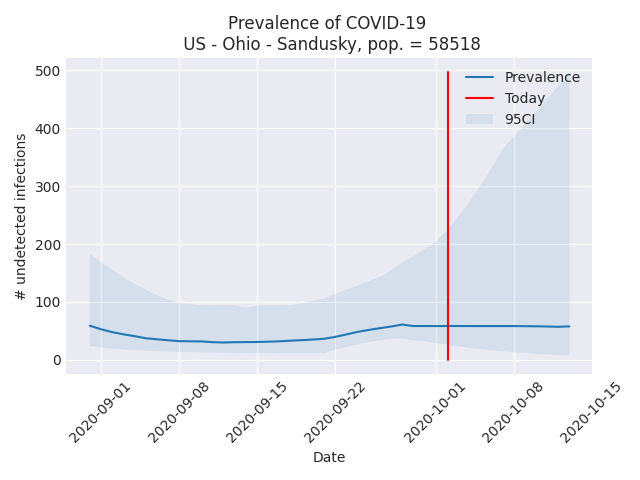 Prevalence of COVID-19
US - Ohio - Sandusky, pop. = 58518
Prevalence
Today
95CI
# undetected infections
500
400
300
200
100
0
2020-09-01
2020-09-08
2020-09-15
2020-09-22
2020-10-01
2020-10-08
2020-10-15
Date